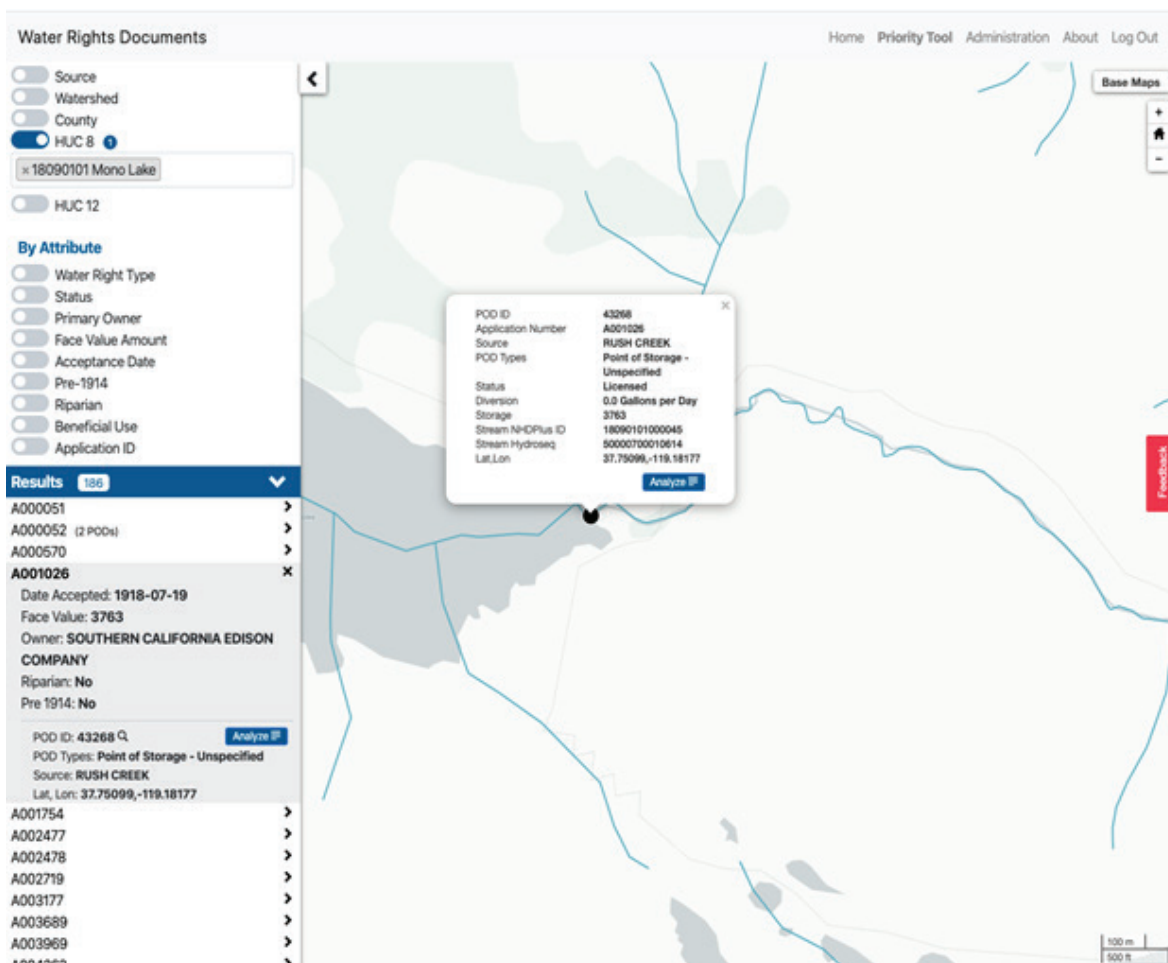 Water Rights Documents
Home Priority Tool Administration About Log Out
Source
Watershed
County
HUC 8 1
× 18090101 Mono Lake
HUC 12
By Attribute
Water Right Type
Status
Primary Owner
Face Value Amount
Acceptance Date
Pre-1914
Riparian
Beneficial Use
Application ID
Results 186
A000051
A000052 (2 PODs)
A000570
A001026
Date Accepted: 1918-07-19
Face Value: 3763
Owner: SOUTHERN CALIFORNIA EDISON
COMPANY
Riparian: No
Pre 1914: No
POD ID: 43268
Analyze
POD Types: Point of Storage - Unspecified
Source: RUSH CREEK
Lat, Lon: 37.75099,-119.18177
A001754
A002477
A002478
A002719
A003177
A003689
A003969
Base Maps
+
-
POD ID 43268
Application Number A001026
Source RUSH CREEK
POD Types Point of Storage -
Unspecified
Status Licensed
Diversion 0.0 Gallons per Day
Storage 3763
Stream NHDPlus ID 18090101000045
Stream Hydroseq 50000700010614
Lat,Lon 37.75099,-119.18177
Analyze
Feedback
100 m
500 ft